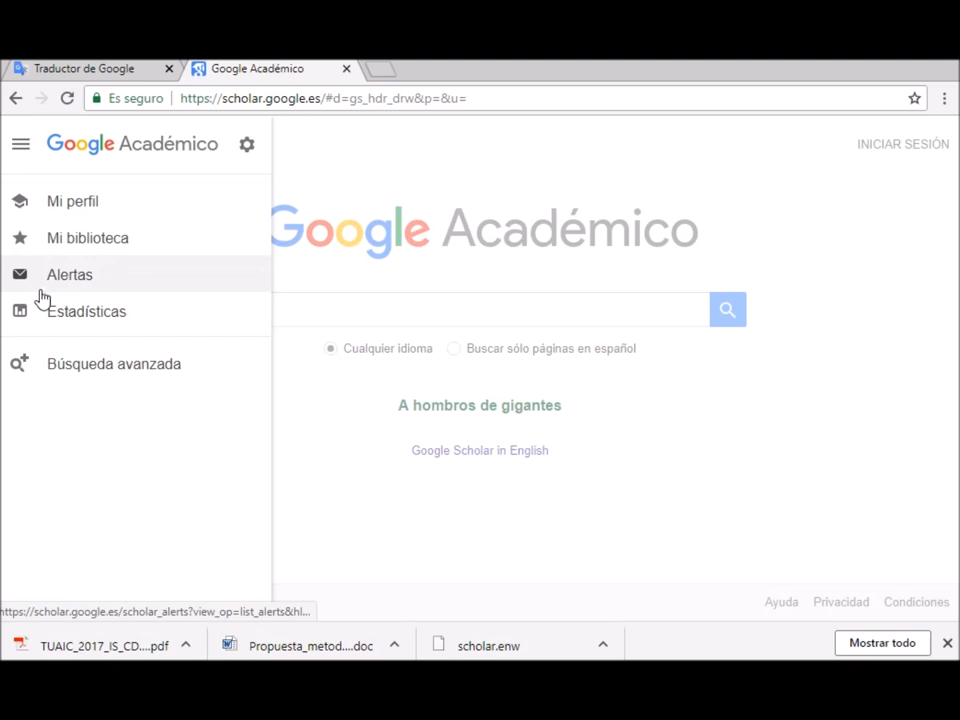 Traductor de Google
Google Académico
Es seguro
https://scholar.google.es/#d=gs_hdr_drw&p=&u=
Google Académico
INICIAR SESIÓN
Mi perfil
Mi biblioteca
Google Académico
Alertas
Estadísticas
Cualquier idioma
Buscar sólo páginas en español
Búsqueda avanzada
A hombros de gigantes
Google Scholar in English
Ayuda
Privacidad
Condiciones
https://scholar.google.es/scholar_alerts?view_op=list_alerts&hl...
TUAIC_2017_IS_CD....pdf
Propuesta_metod....doc
scholar.enw
Mostrar todo